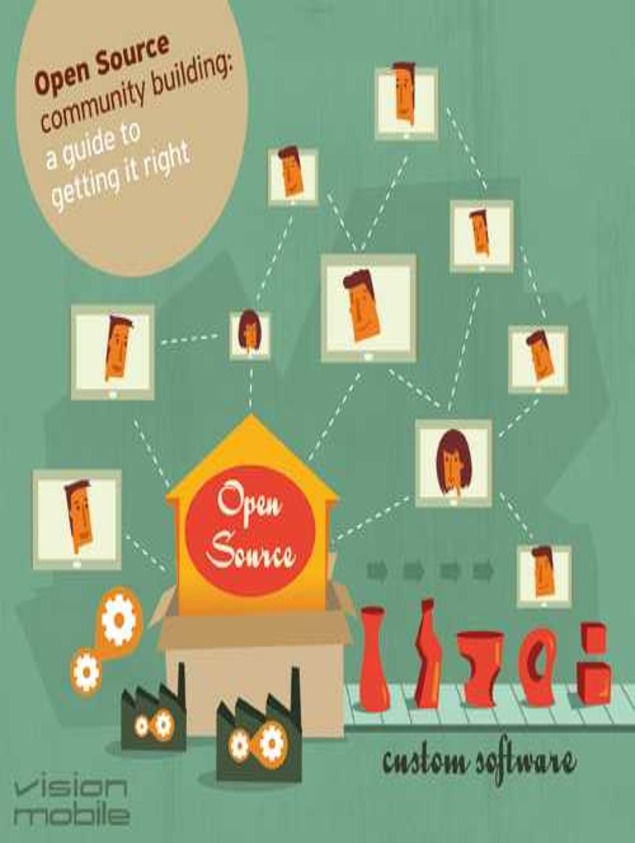 Open Source
community building:
a guide to
getting it right
Open
Source
custom software
vision
mobile